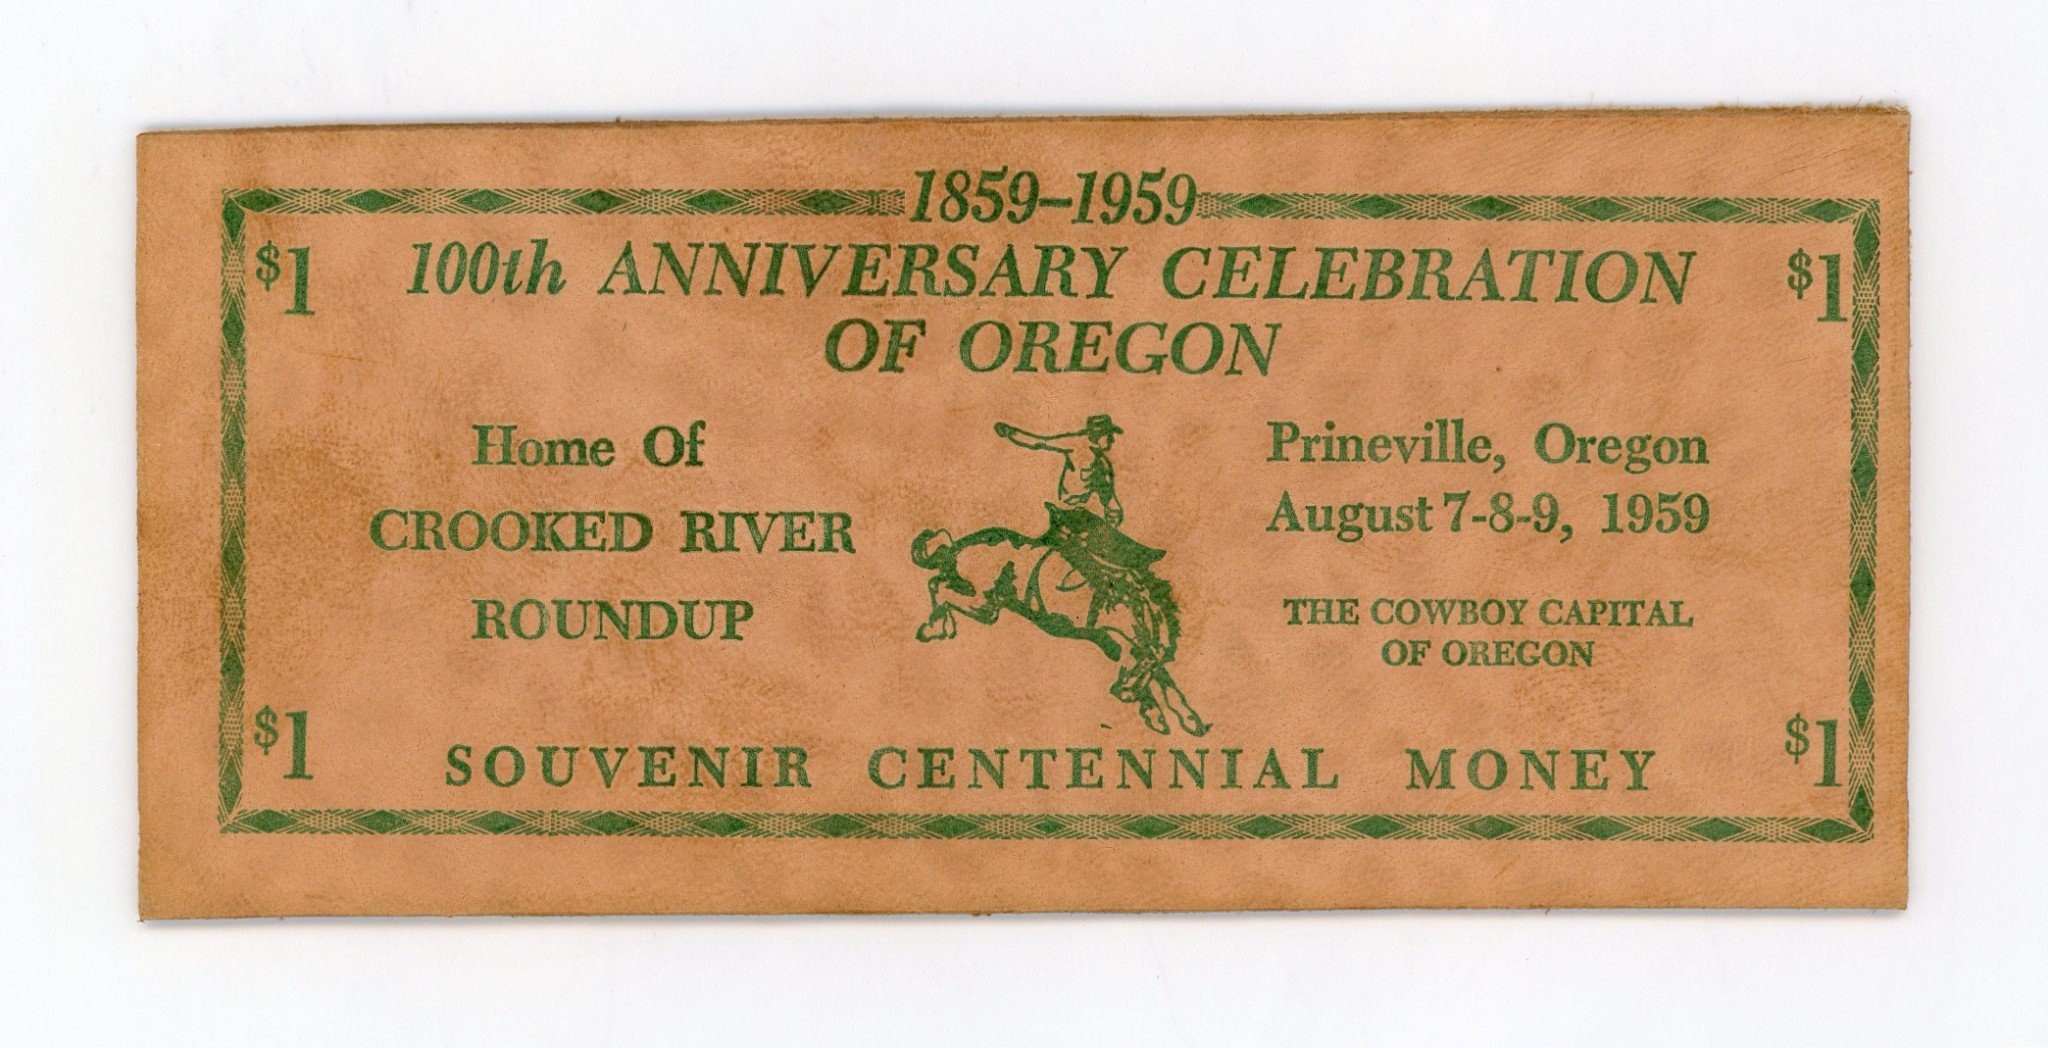 1859-1959
$1 100th ANNIVERSARY CELEBRATION $1
OF OREGON
Home Of
CROOKED RIVER
ROUNDUP
Prineville, Oregon
August 7-8-9, 1959
THE COWBOY CAPITAL
OF OREGON
$1 SOUVENIR CENTENNIAL MONEY $1